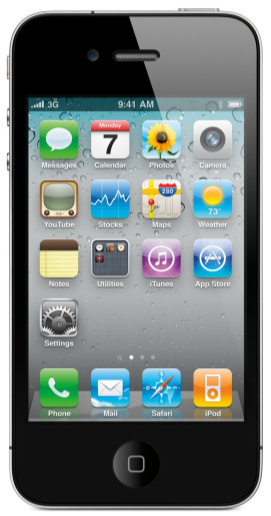 3G 9:41 AM
Monday
7
280
73°
Messages Calendar Photos Camera
YouTube Stocks Maps Weather
Notes Utilities iTunes App Store
Settings
Phone Mail Safari iPod